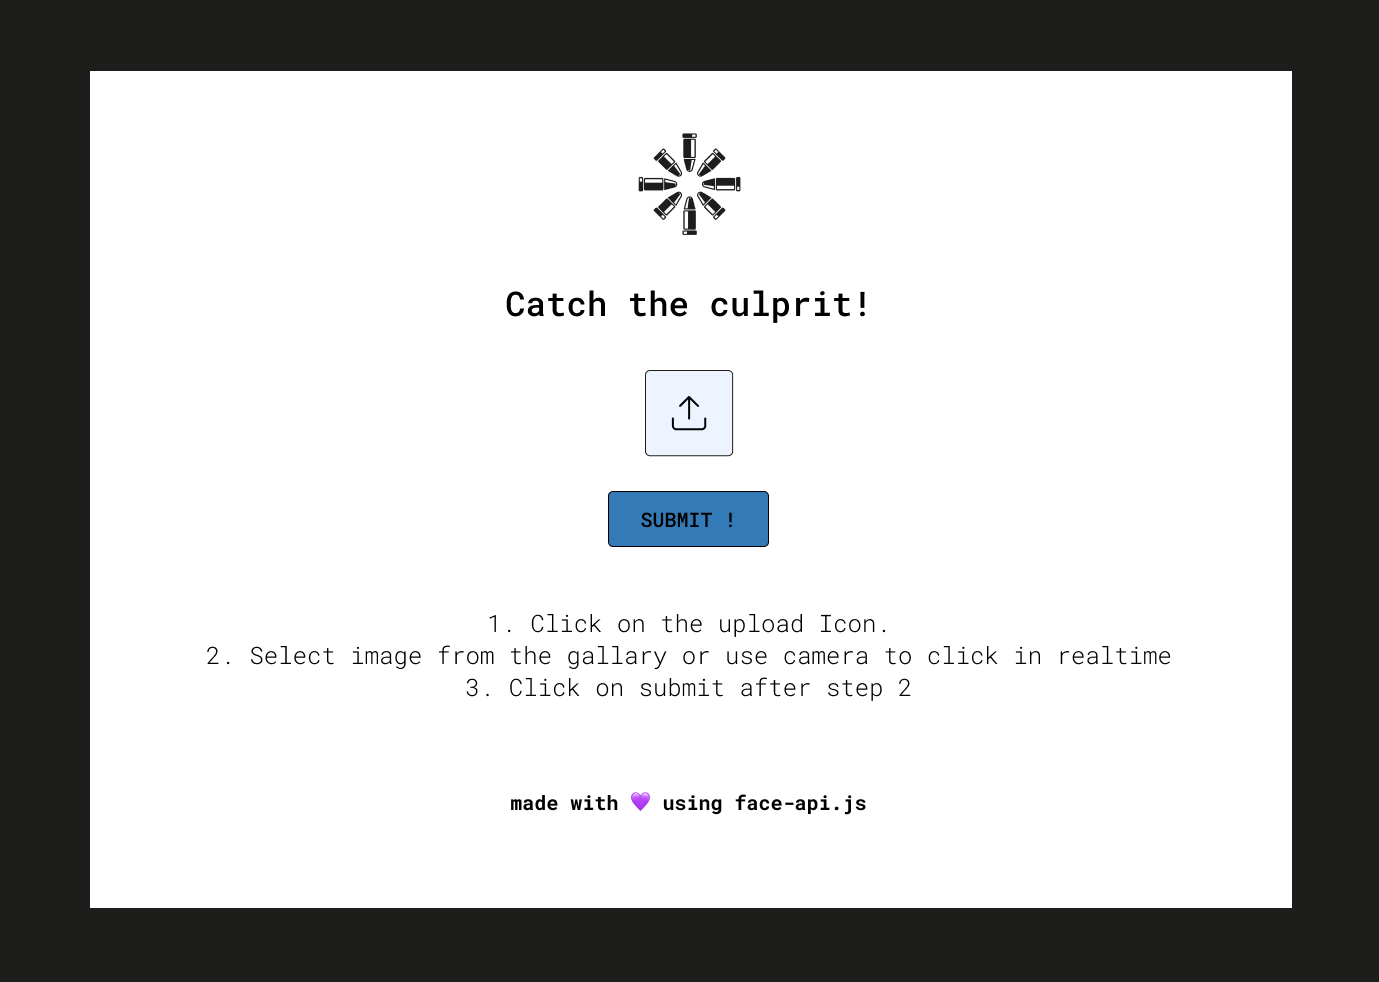 Catch the culprit!
SUBMIT !
1. Click on the upload Icon.
2. Select image from the gallary or use camera to click in realtime
3. Click on submit after step 2
made with 💜 using face-api.js